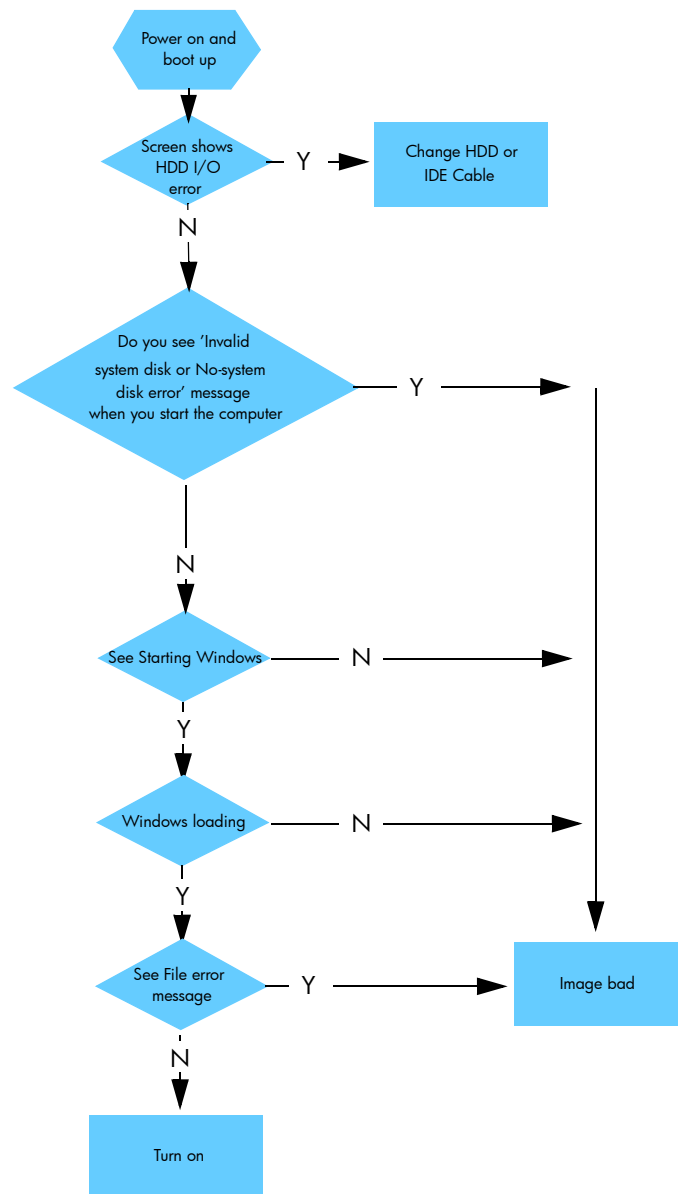 Power on and
boot up
Screen shows
HDD I/O
error
Y
Change HDD or
IDE Cable
N
Do you see ’Invalid
system disk or No-system
disk error’ message
when you start the computer
Y
N
See Starting Windows
N
Y
Windows loading
N
Y
See File error
message
Y
Image bad
N
Turn on